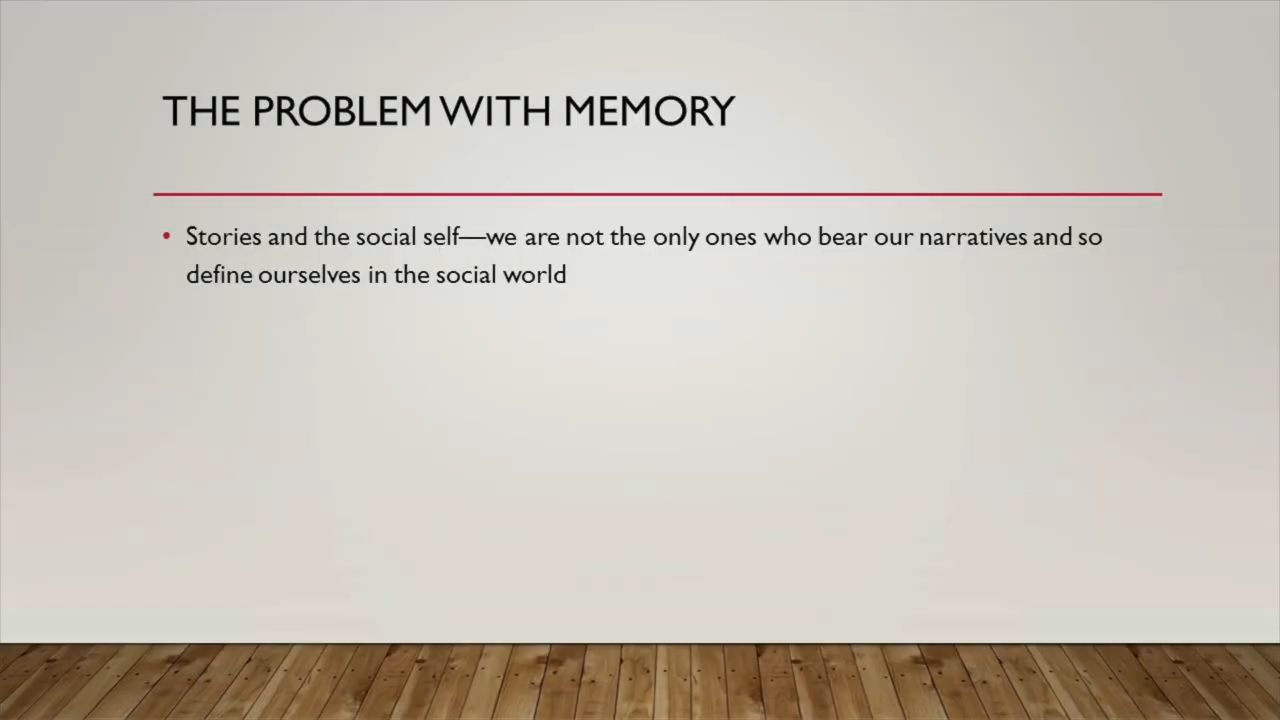 THE PROBLEM WITH MEMORY
• Stories and the social self—we are not the only ones who bear our narratives and so
define ourselves in the social world